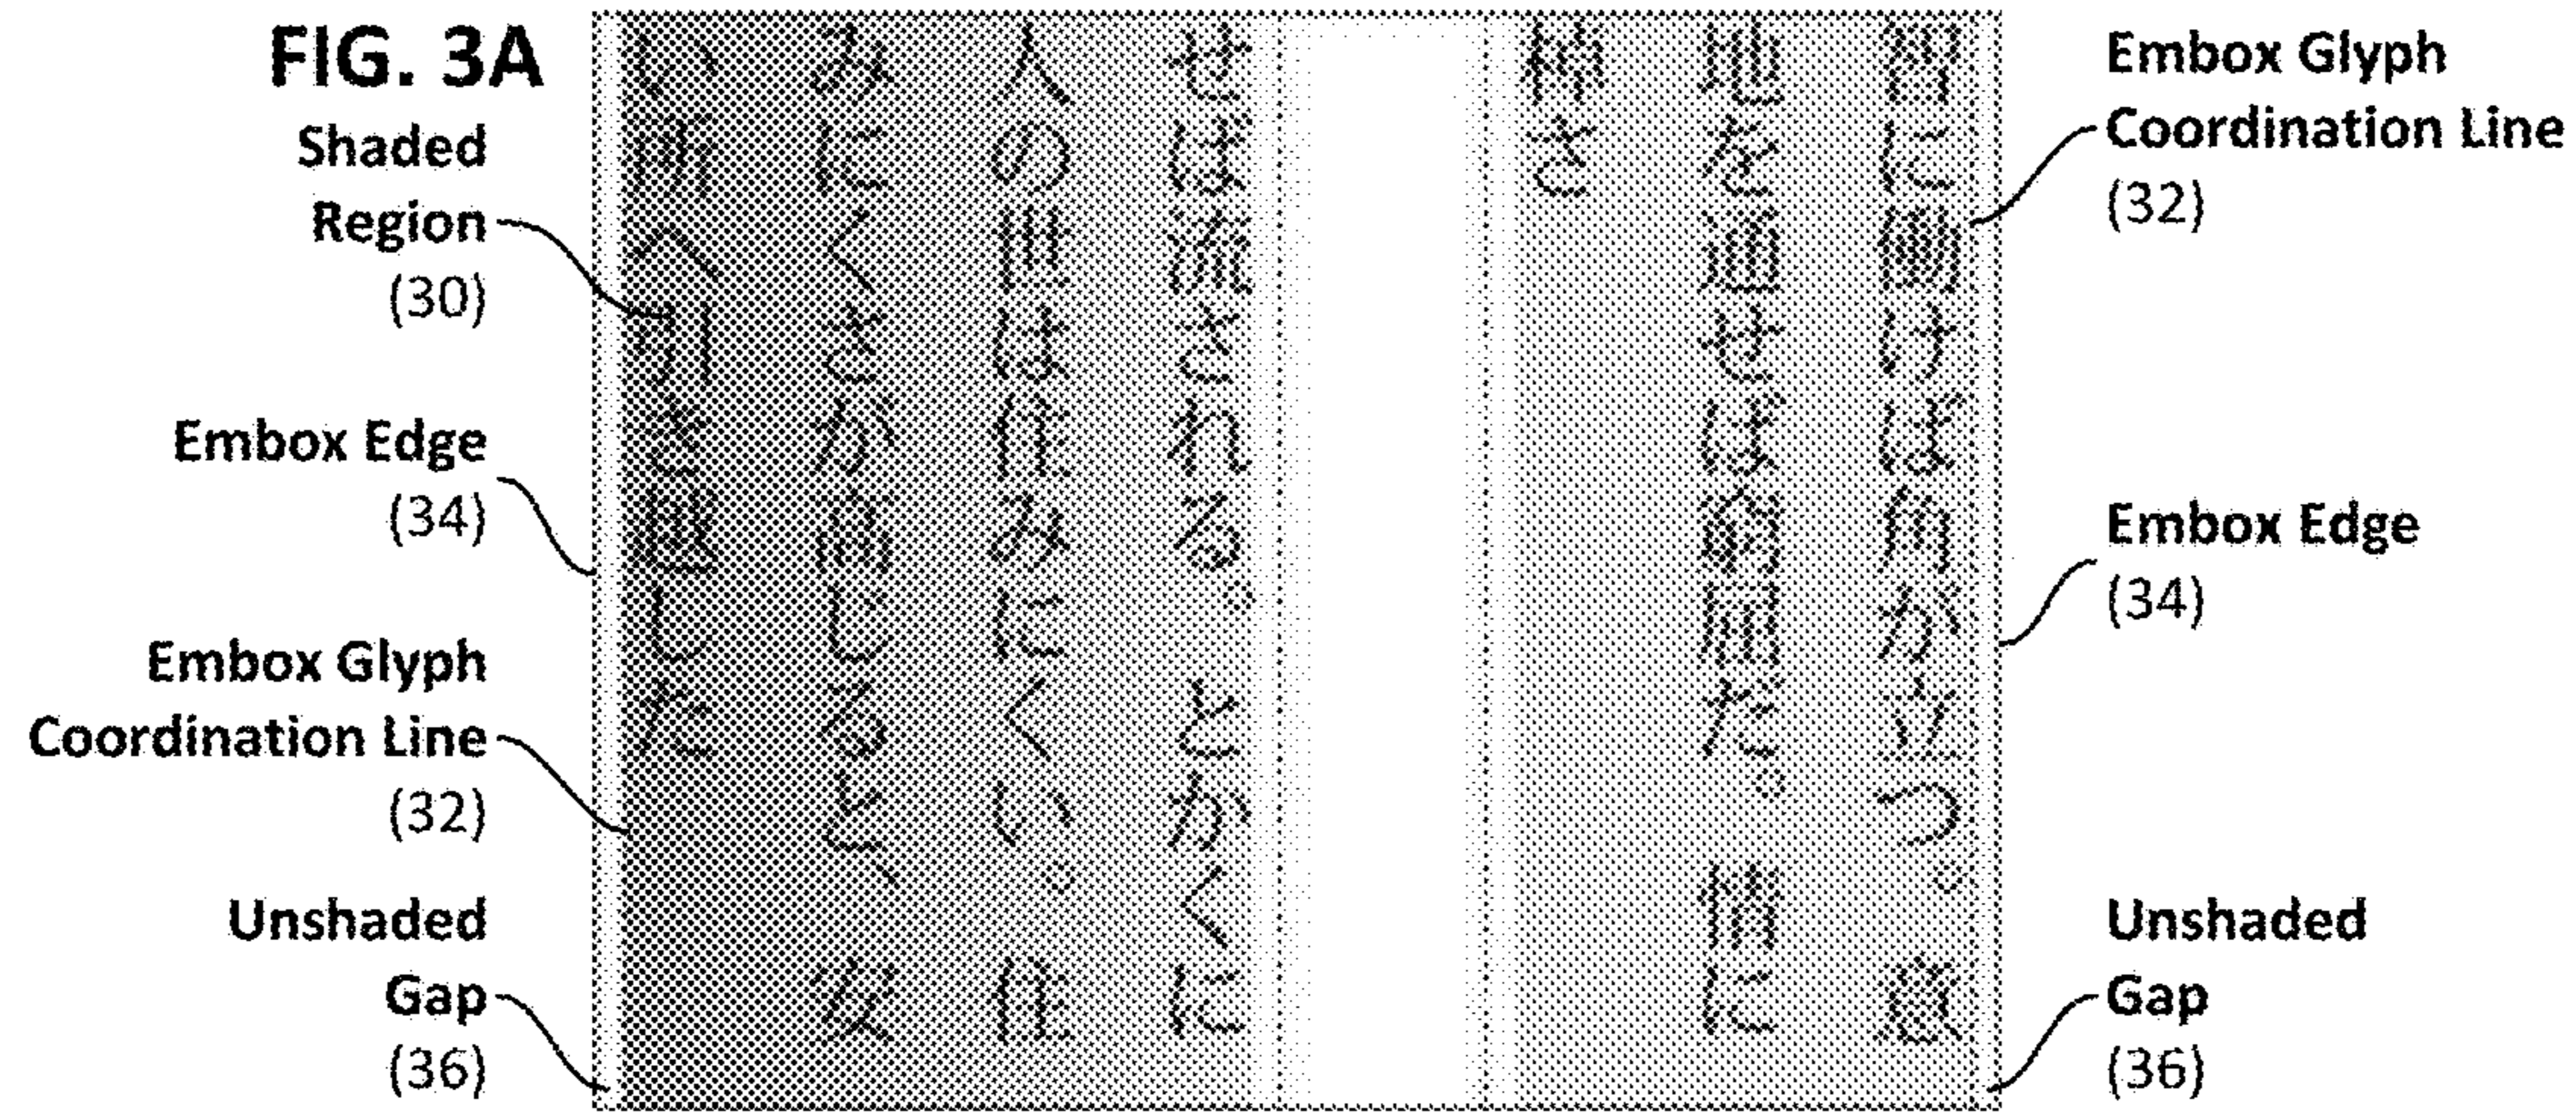 FIG. 3A
Shaded
Region
(30)
Embox Edge
(34)
Embox Glyph
Coordination Line
(32)
Unshaded
Gap
(36)
智に働けば角が立つ。意
地を通せば窮屈だ。情に
棹さ
せば流される。とかくに
人の世は住みにくい。住
みにくさが高じると、安
い所へ引き越した
Embox Glyph
Coordination Line
(32)
Embox Edge
(34)
Unshaded
Gap
(36)